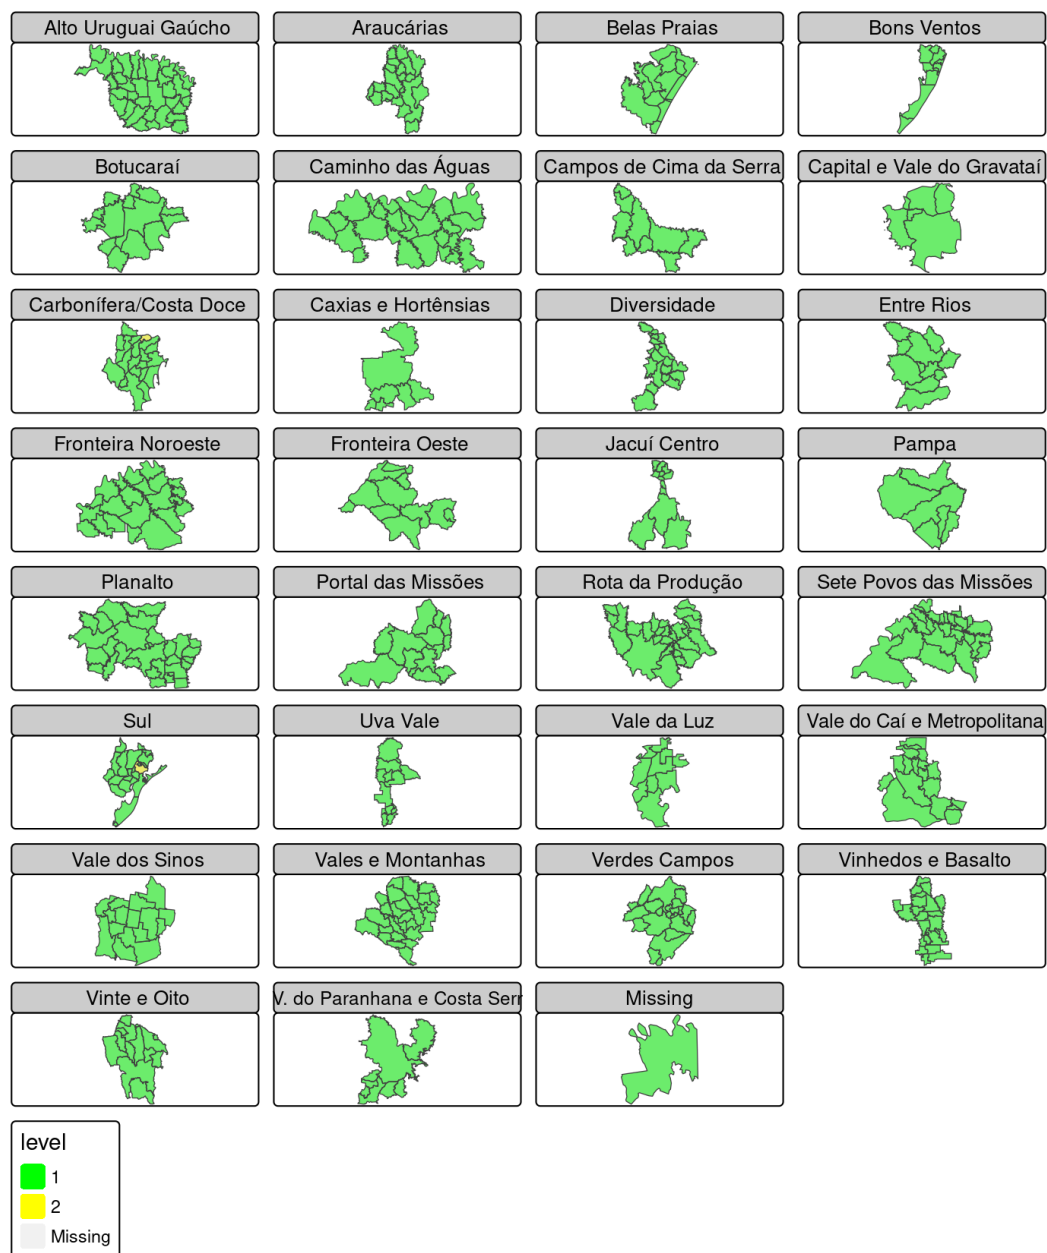 Alto Uruguai Gaúcho
Araucárias
Belas Praias
Bons Ventos
Botucaraí
Caminho das Águas
Campos de Cima da Serra
Capital e Vale do Gravataí
Carbonífera/Costa Doce
Caxias e Hortênsias
Diversidade
Entre Rios
Fronteira Noroeste
Fronteira Oeste
Jacuí Centro
Pampa
Planalto
Portal das Missões
Rota da Produção
Sete Povos das Missões
Sul
Uva Vale
Vale da Luz
Vale do Caí e Metropolitana
Vale dos Sinos
Vales e Montanhas
Verdes Campos
Vinhedos e Basalto
Vinte e Oito
V. do Paranhana e Costa Serr
Missing
level
1
2
Missing